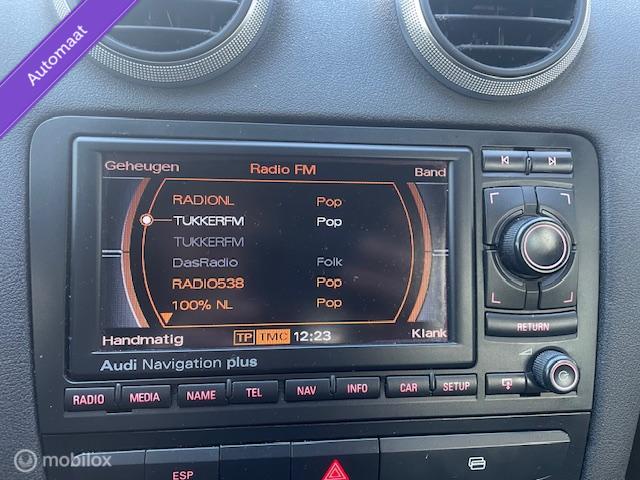 Automaat
Geheugen Radio FM Band
RADIONL Pop
TUKKERFM Pop
TUKKERFM
DasRadio Folk
RADIO538 Pop
100% NL Pop
Handmatig TP TMC 12:23 Klank
Audi Navigation plus
RETURN
RADIO MEDIA NAME TEL NAV INFO CAR SETUP
ESP
mobilox